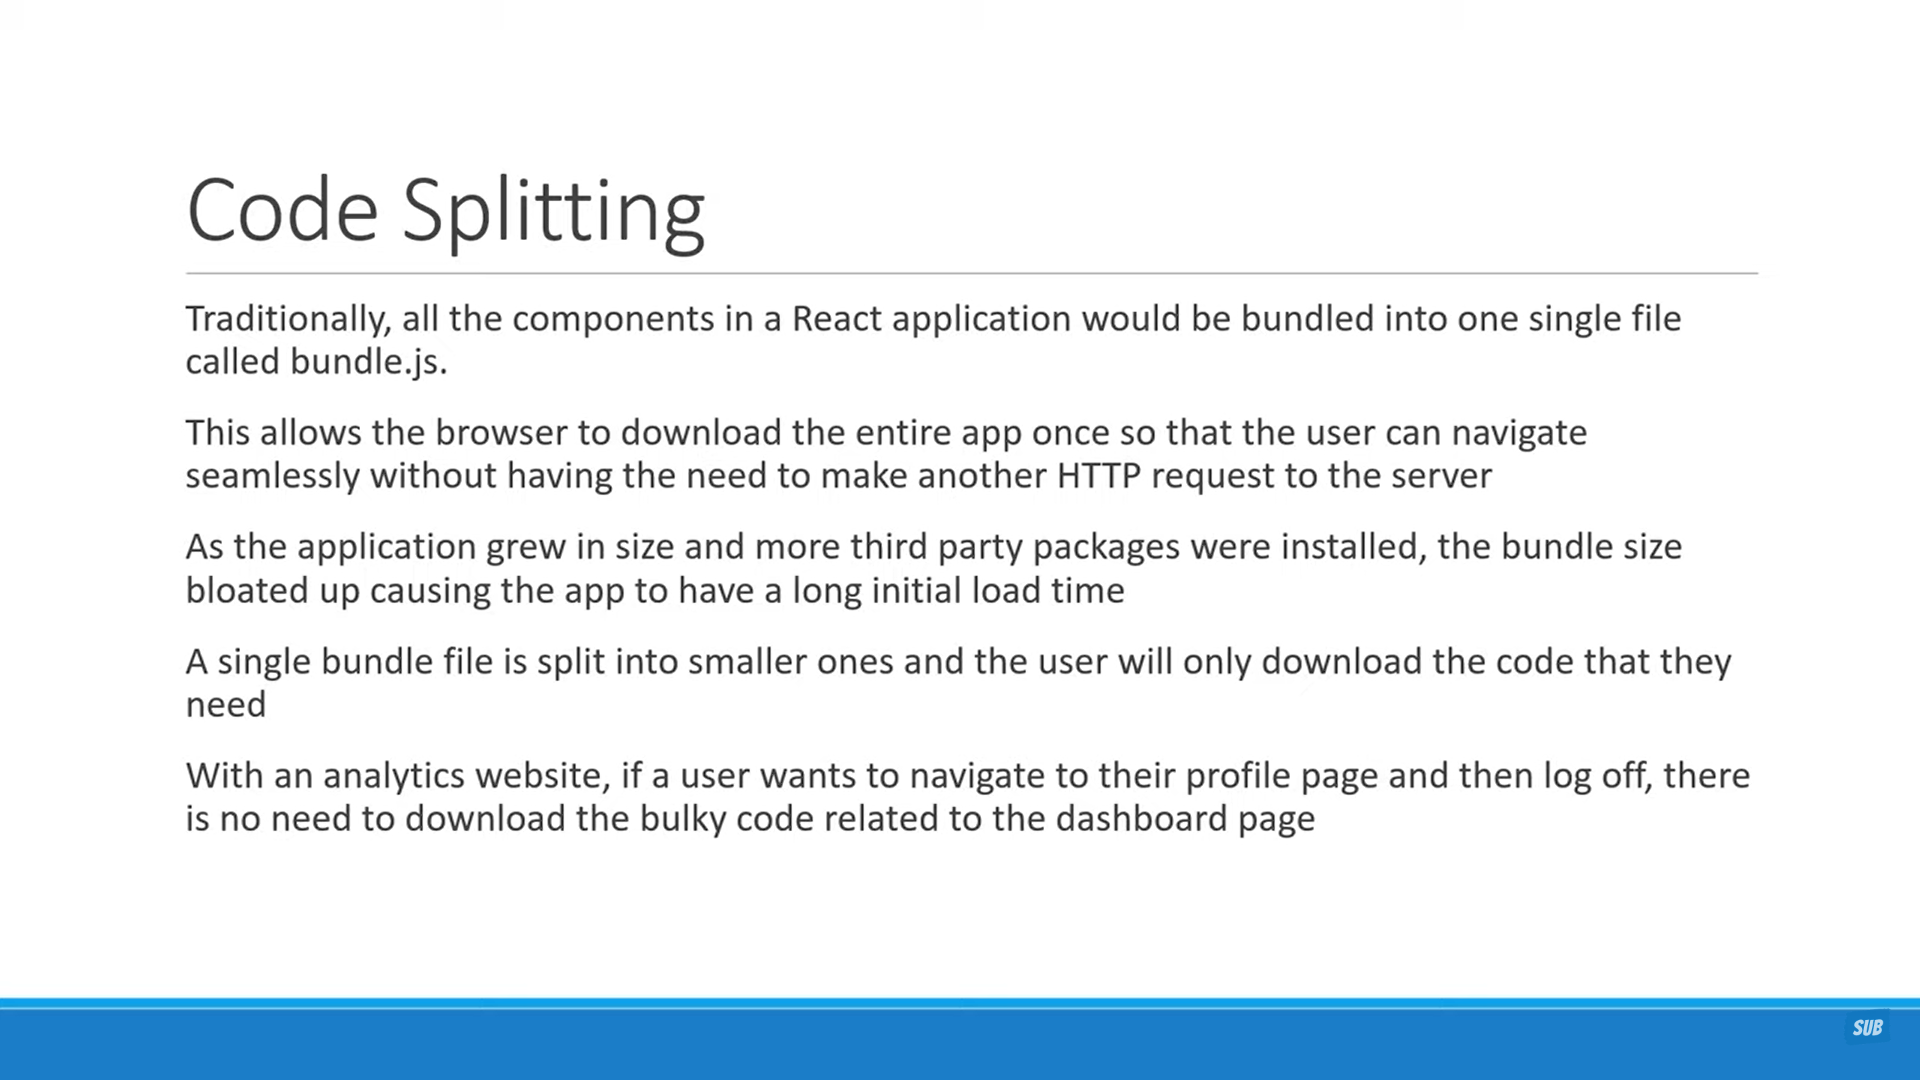 Code Splitting
Traditionally, all the components in a React application would be bundled into one single file
called bundle.js.
This allows the browser to download the entire app once so that the user can navigate
seamlessly without having the need to make another HTTP request to the server
As the application grew in size and more third party packages were installed, the bundle size
bloated up causing the app to have a long initial load time
A single bundle file is split into smaller ones and the user will only download the code that they
need
With an analytics website, if a user wants to navigate to their profile page and then log off, there
is no need to download the bulky code related to the dashboard page
SUB